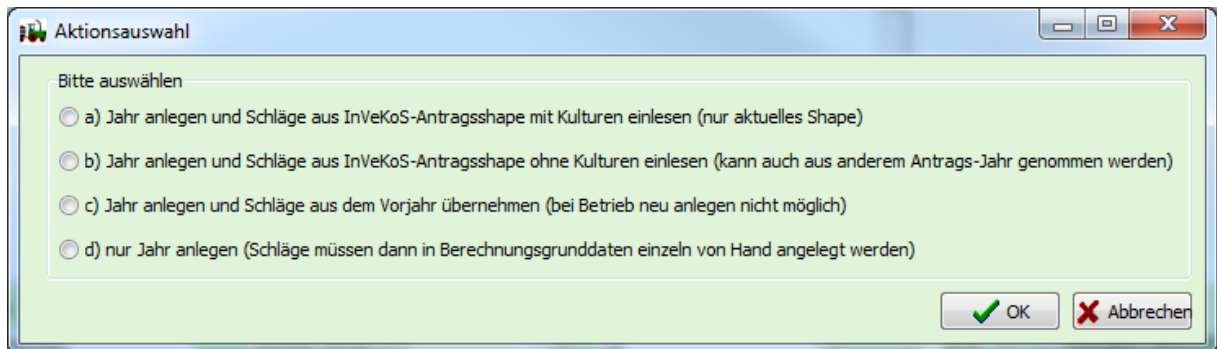 Aktionsauswahl
Bitte auswählen
a) Jahr anlegen und Schläge aus InVeKoS-Antragsshape mit Kulturen einlesen (nur aktuelles Shape)
b) Jahr anlegen und Schläge aus InVeKoS-Antragsshape ohne Kulturen einlesen (kann auch aus anderem Antrags-Jahr genommen werden)
c) Jahr anlegen und Schläge aus dem Vorjahr übernehmen (bei Betrieb neu anlegen nicht möglich)
d) nur Jahr anlegen (Schläge müssen dann in Berechnungsgrunddaten einzeln von Hand angelegt werden)
OK
Abbrechen